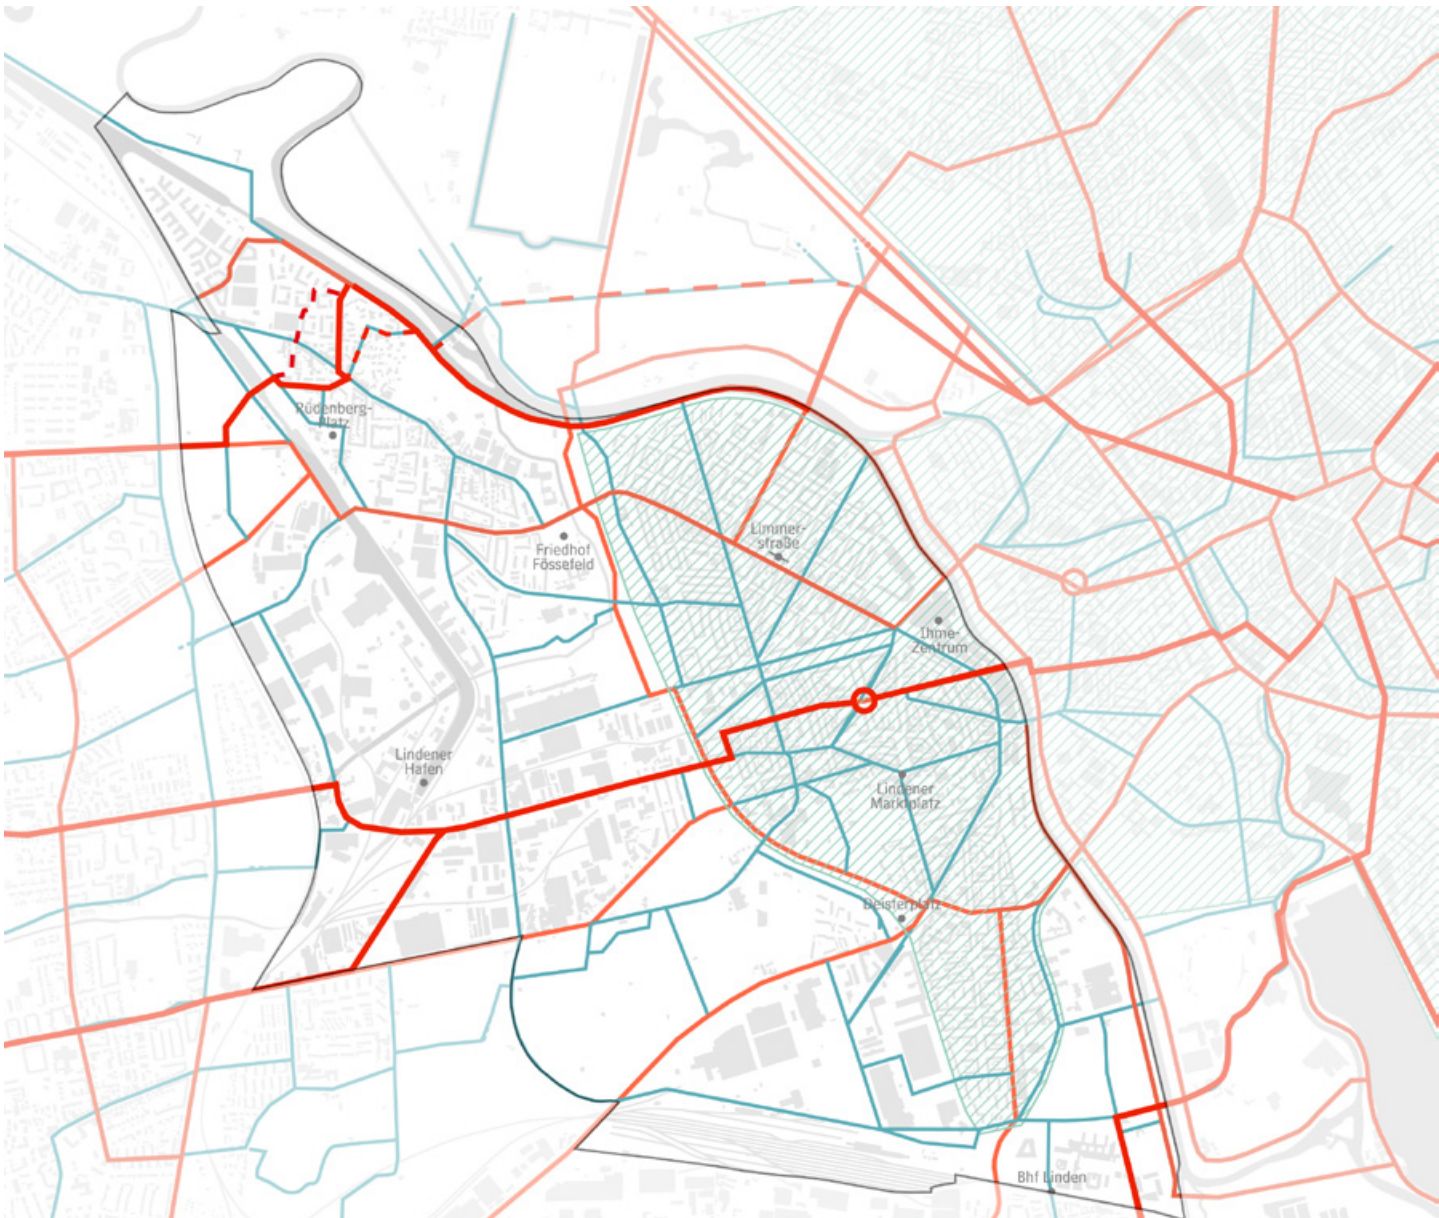 Rüdenberg-
Platz
Limmer-
straße
Friedhof
Fössefeld
Ihme-
Zentrum
Lindener
Hafen
Lindener
Marktplatz
Deisterplatz
Bhf Linden